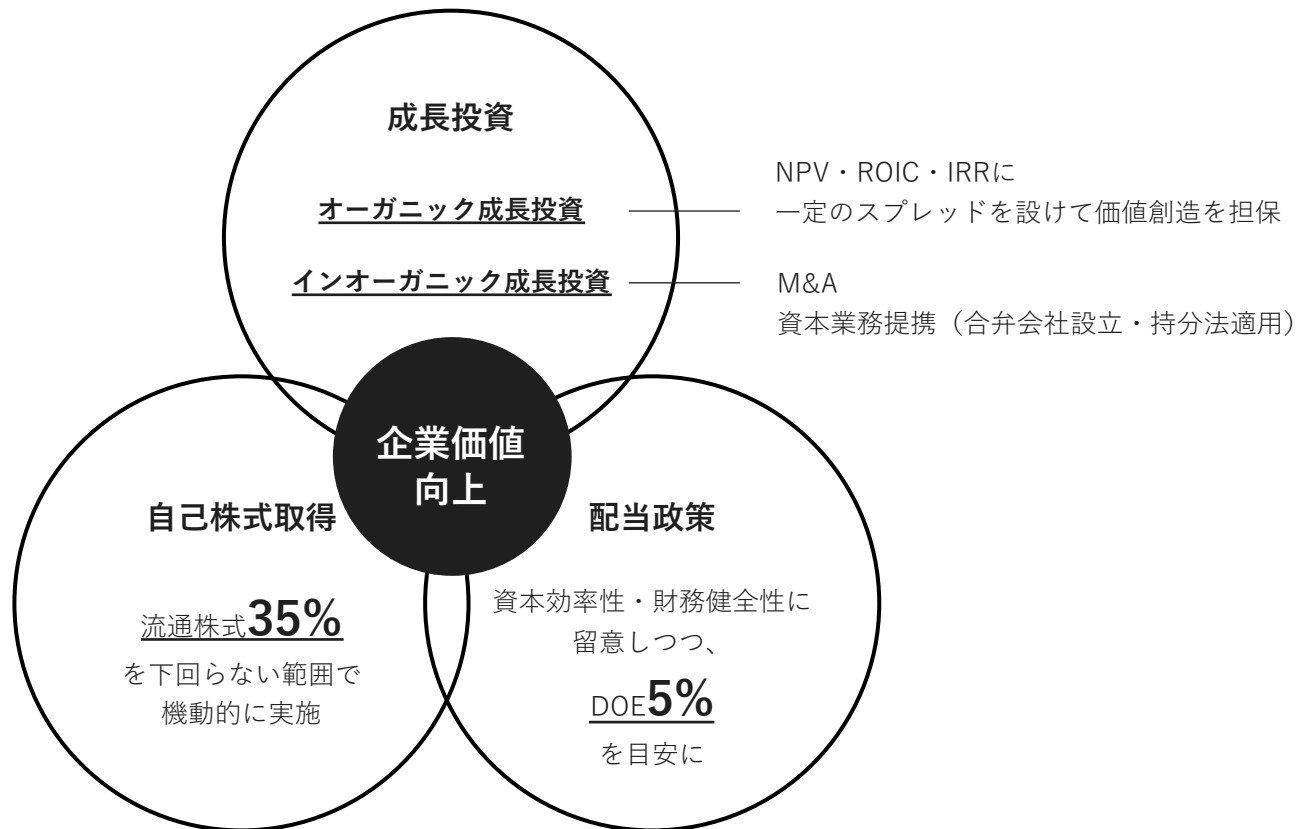 成長投資
オーガニック成長投資
NPV・ROIC・IRRに
一定のスプレッドを設けて価値創造を担保
インオーガニック成長投資
M&A
資本業務提携（合弁会社設立・持分法適用）
企業価値
向上
自己株式取得
流通株式35%
を下回らない範囲で
機動的に実施
配当政策
資本効率性・財務健全性に
留意しつつ、
DOE5%
を目安に